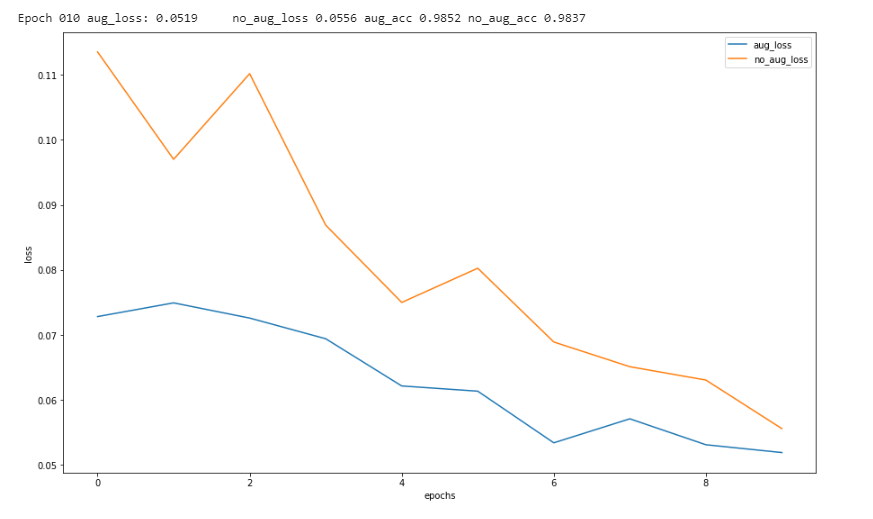 Epoch 010 aug_loss: 0.0519 no_aug_loss 0.0556 aug_acc 0.9852 no_aug_acc 0.9837
aug_loss
no_aug_loss
0.11
0.10
0.09
0.08
0.07
0.06
0.05
loss
0 2 4 6 8
epochs